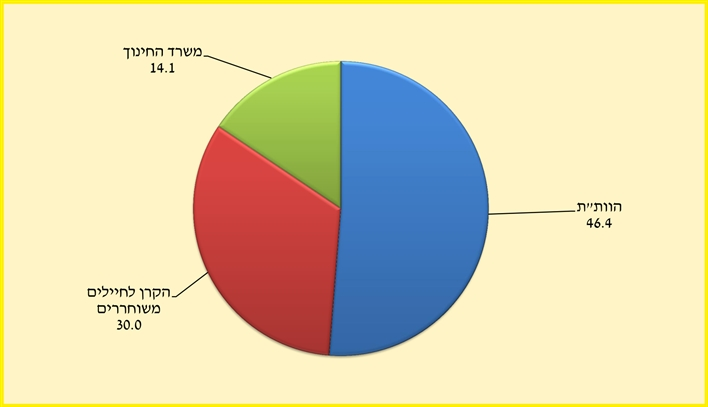 משרד החינוך
14.1
הוות״ת
46.4
הקרן לחיילים
משוחררים
30.0